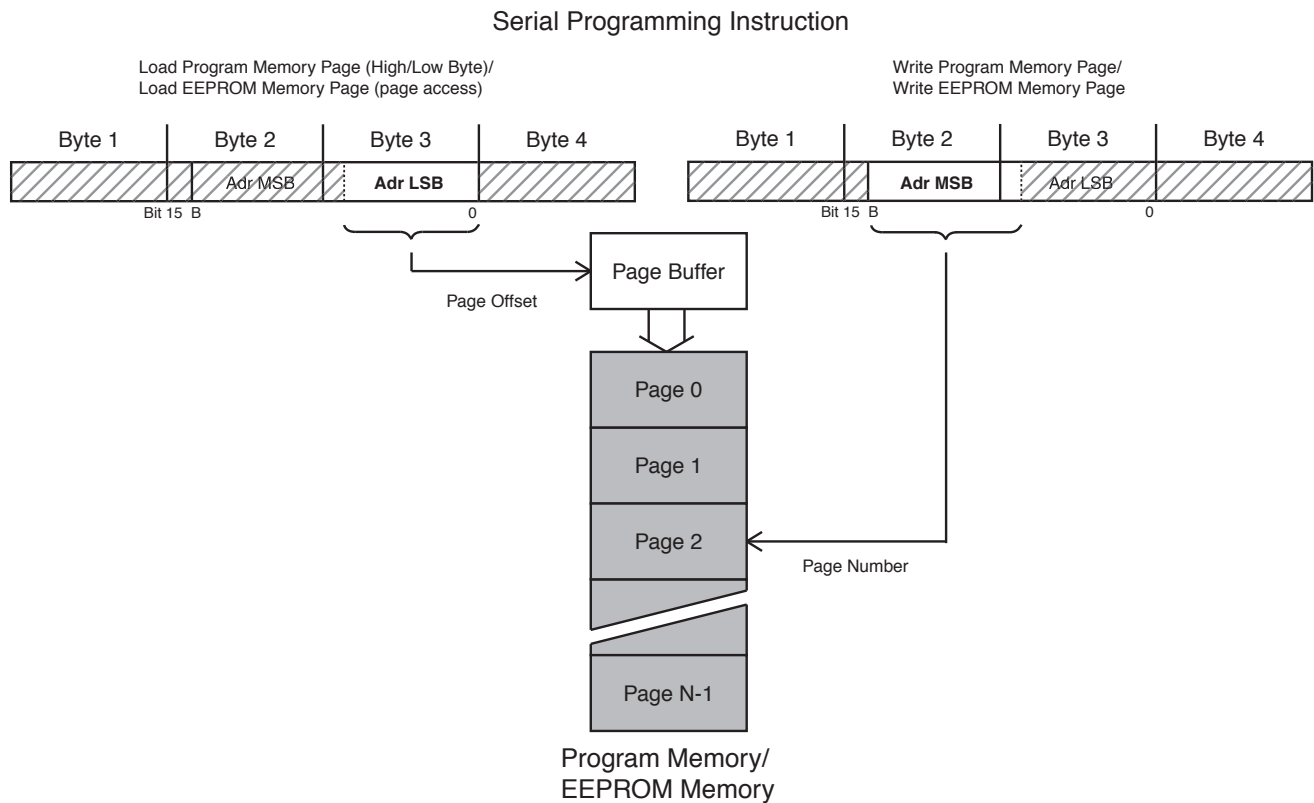 Serial Programming Instruction
Load Program Memory Page (High/Low Byte)/
Load EEPROM Memory Page (page access)
Write Program Memory Page/
Write EEPROM Memory Page
Byte 1 Byte 2 Byte 3 Byte 4
Adr MSB Adr LSB
Bit 15 B 0
Byte 1 Byte 2 Byte 3 Byte 4
Adr MSB Adr LSB
Bit 15 B 0
Page Buffer
Page Offset
Page 0
Page 1
Page 2
Page Number
Page N-1
Program Memory/
EEPROM Memory